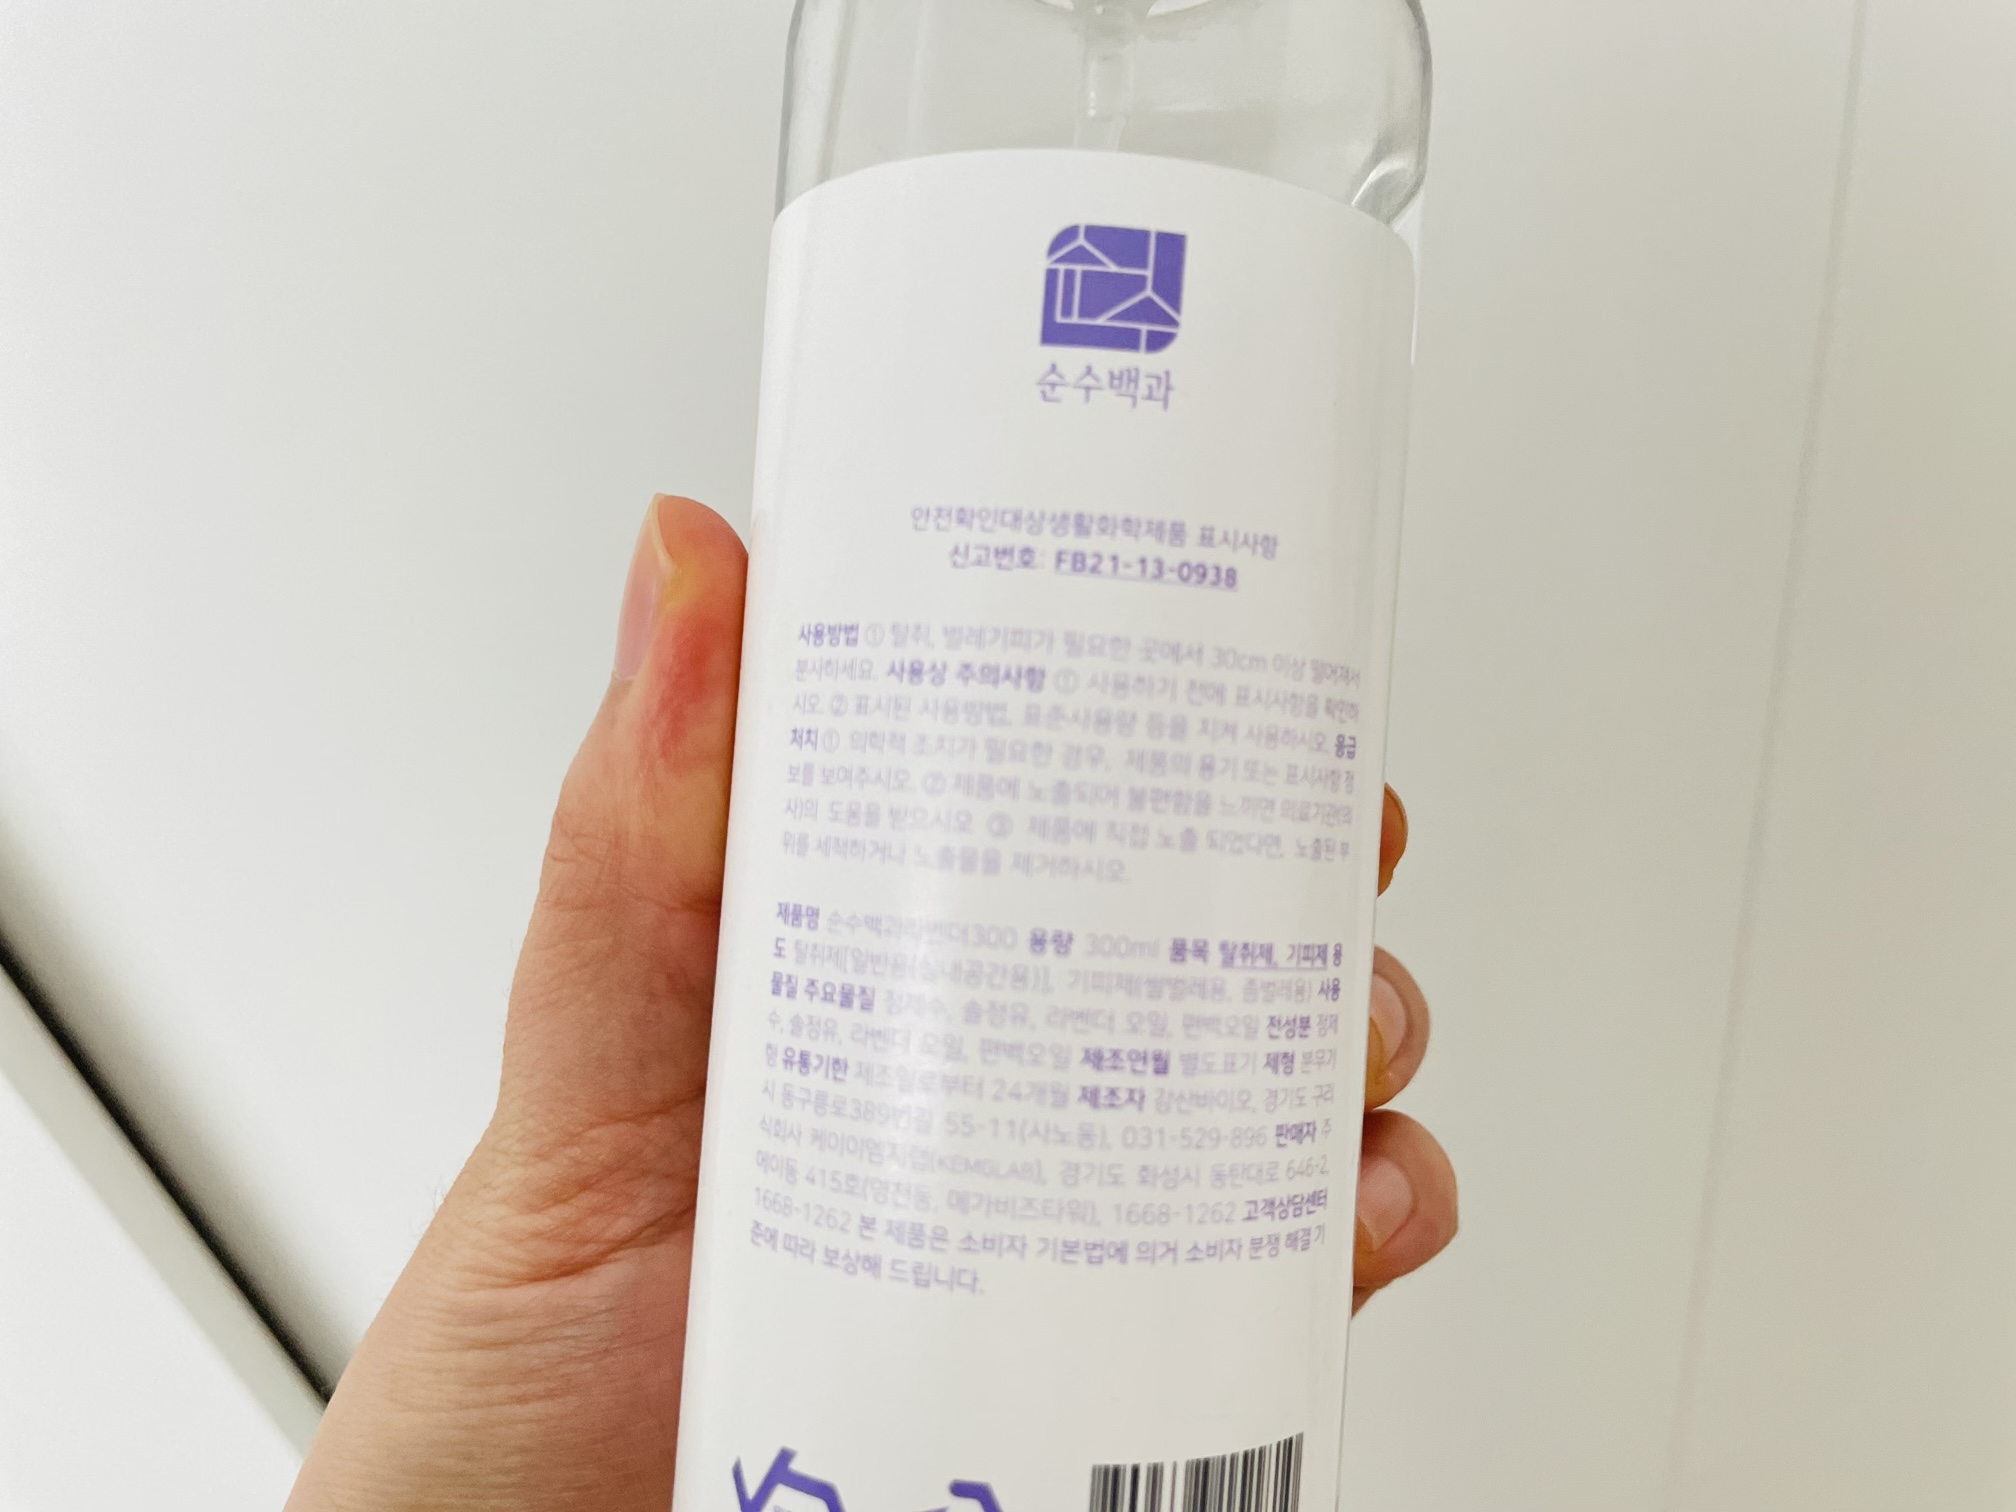 순수백과
안전확인대상생활화학제품 표시사항
신고번호: FB21-13-0938
사용방법 ① 탈취, 벌레기피가 필요한 곳에서 30cm 이상 떨어져서
분사하세요. 사용상 주의사항 ① 사용하기 전에 표시사항을 확인하
시오. ② 표시된 사용방법, 표준사용량 등을 지켜 사용하시오. 응급
처치 ① 의학적 조치가 필요한 경우, 제품의 용기 또는 표시사항 정
보를 보여주시오. ② 제품에 노출되어 불편함을 느끼면 의료기관(의
사)의 도움을 받으시오 ③ 제품에 직접 노출 되었다면, 노출된 부
위를 세척하거나 노출물을 제거하시오.
제품명 순수백과라벤더300 용량 300ml 품목 탈취제, 기피제 용
도 탈취제[일반용(실내공간용)], 기피제(쌀벌레용, 좀벌레용) 사용
물질 주요물질 정제수, 솔정유, 라벤더 오일, 편백오일 전성분 정제
수, 솔정유, 라벤더 오일, 편백오일 제조연월 별도표기 제형 분무기
형 유통기한 제조일로부터 24개월 제조자 강산바이오, 경기도 구리
시 동구릉로389번길 55-11(사노동), 031-529-896 판매자 주
식회사 케이이엠지랩(KEMGLAB), 경기도 화성시 동탄대로 646-2,
에이동 415호(영천동, 메가비즈타워), 1668-1262 고객상담센터
1668-1262 본 제품은 소비자 기본법에 의거 소비자 분쟁 해결 기
준에 따라 보상해 드립니다.